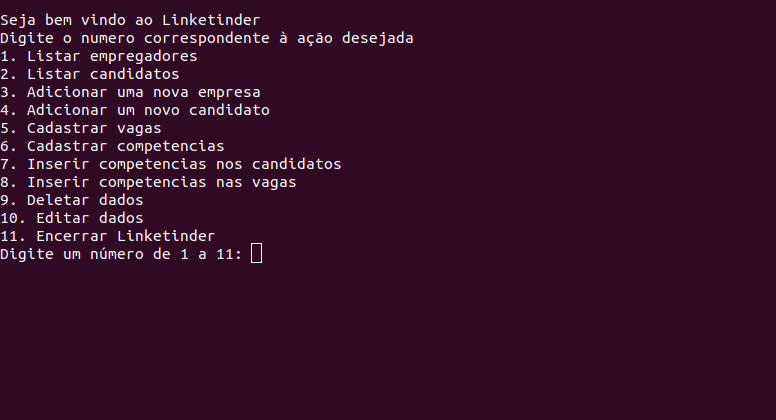 Seja bem vindo ao Linketinder
Digite o numero correspondente à ação desejada
1. Listar empregadores
2. Listar candidatos
3. Adicionar uma nova empresa
4. Adicionar um novo candidato
5. Cadastrar vagas
6. Cadastrar competencias
7. Inserir competencias nos candidatos
8. Inserir competencias nas vagas
9. Deletar dados
10. Editar dados
11. Encerrar Linketinder
Digite um número de 1 a 11: